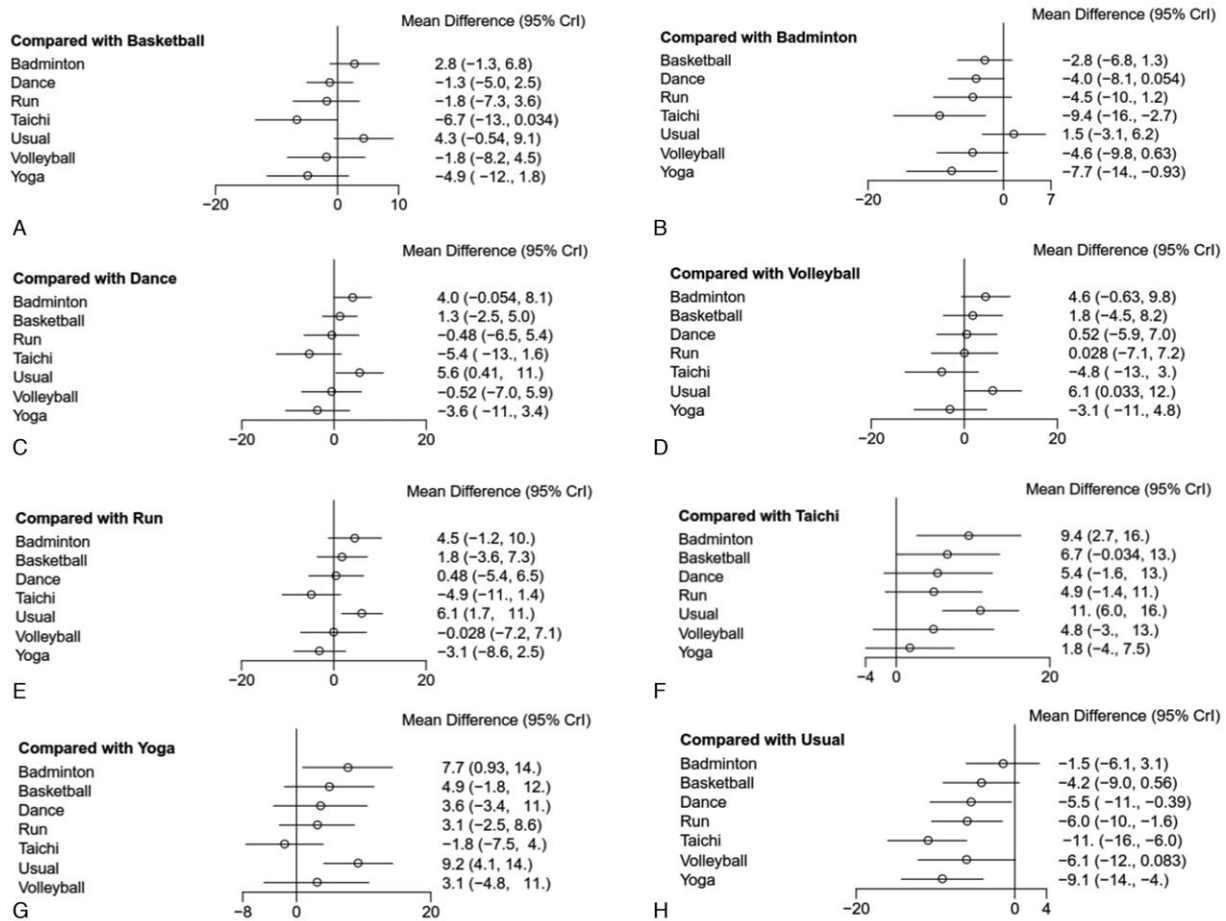 Mean Difference (95% CrI)
Compared with Basketball
Badminton 2.8 (−1.3, 6.8)
Dance −1.3 (−5.0, 2.5)
Run −1.8 (−7.3, 3.6)
Taichi −6.7 (−13., 0.034)
Usual 4.3 (−0.54, 9.1)
Volleyball −1.8 (−8.2, 4.5)
Yoga −4.9 ( −12., 1.8)
−20 0 10
A
Mean Difference (95% CrI)
Compared with Badminton
Basketball −2.8 (−6.8, 1.3)
Dance −4.0 (−8.1, 0.054)
Run −4.5 (−10., 1.2)
Taichi −9.4 (−16., −2.7)
Usual 1.5 (−3.1, 6.2)
Volleyball −4.6 (−9.8, 0.63)
Yoga −7.7 (−14., −0.93)
−20 0 7
B
Mean Difference (95% CrI)
Compared with Dance
Badminton 4.0 (−0.054, 8.1)
Basketball 1.3 (−2.5, 5.0)
Run −0.48 (−6.5, 5.4)
Taichi −5.4 ( −13., 1.6)
Usual 5.6 (0.41, 11.)
Volleyball −0.52 (−7.0, 5.9)
Yoga −3.6 ( −11., 3.4)
−20 0 20
C
Mean Difference (95% CrI)
Compared with Volleyball
Badminton 4.6 (−0.63, 9.8)
Basketball 1.8 (−4.5, 8.2)
Dance 0.52 (−5.9, 7.0)
Run 0.028 (−7.1, 7.2)
Taichi −4.8 ( −13., 3.)
Usual 6.1 (0.033, 12.)
Yoga −3.1 ( −11., 4.8)
−20 0 20
D
Mean Difference (95% CrI)
Compared with Run
Badminton 4.5 (−1.2, 10.)
Basketball 1.8 (−3.6, 7.3)
Dance 0.48 (−5.4, 6.5)
Taichi −4.9 (−11., 1.4)
Usual 6.1 (1.7, 11.)
Volleyball −0.028 (−7.2, 7.1)
Yoga −3.1 (−8.6, 2.5)
−20 0 20
E
Mean Difference (95% CrI)
Compared with Taichi
Badminton 9.4 (2.7, 16.)
Basketball 6.7 (−0.034, 13.)
Dance 5.4 (−1.6, 13.)
Run 4.9 (−1.4, 11.)
Usual 11. (6.0, 16.)
Volleyball 4.8 (−3., 13.)
Yoga 1.8 (−4., 7.5)
−4 0 20
F
Mean Difference (95% CrI)
Compared with Yoga
Badminton 7.7 (0.93, 14.)
Basketball 4.9 (−1.8, 12.)
Dance 3.6 (−3.4, 11.)
Run 3.1 (−2.5, 8.6)
Taichi −1.8 (−7.5, 4.)
Usual 9.2 (4.1, 14.)
Volleyball 3.1 (−4.8, 11.)
−8 0 20
G
Mean Difference (95% CrI)
Compared with Usual
Badminton −1.5 (−6.1, 3.1)
Basketball −4.2 (−9.0, 0.56)
Dance −5.5 (−11., −0.39)
Run −6.0 (−10., −1.6)
Taichi −11. (−16., −6.0)
Volleyball −6.1 (−12., 0.083)
Yoga −9.1 (−14., −4.)
−20 0 4
H